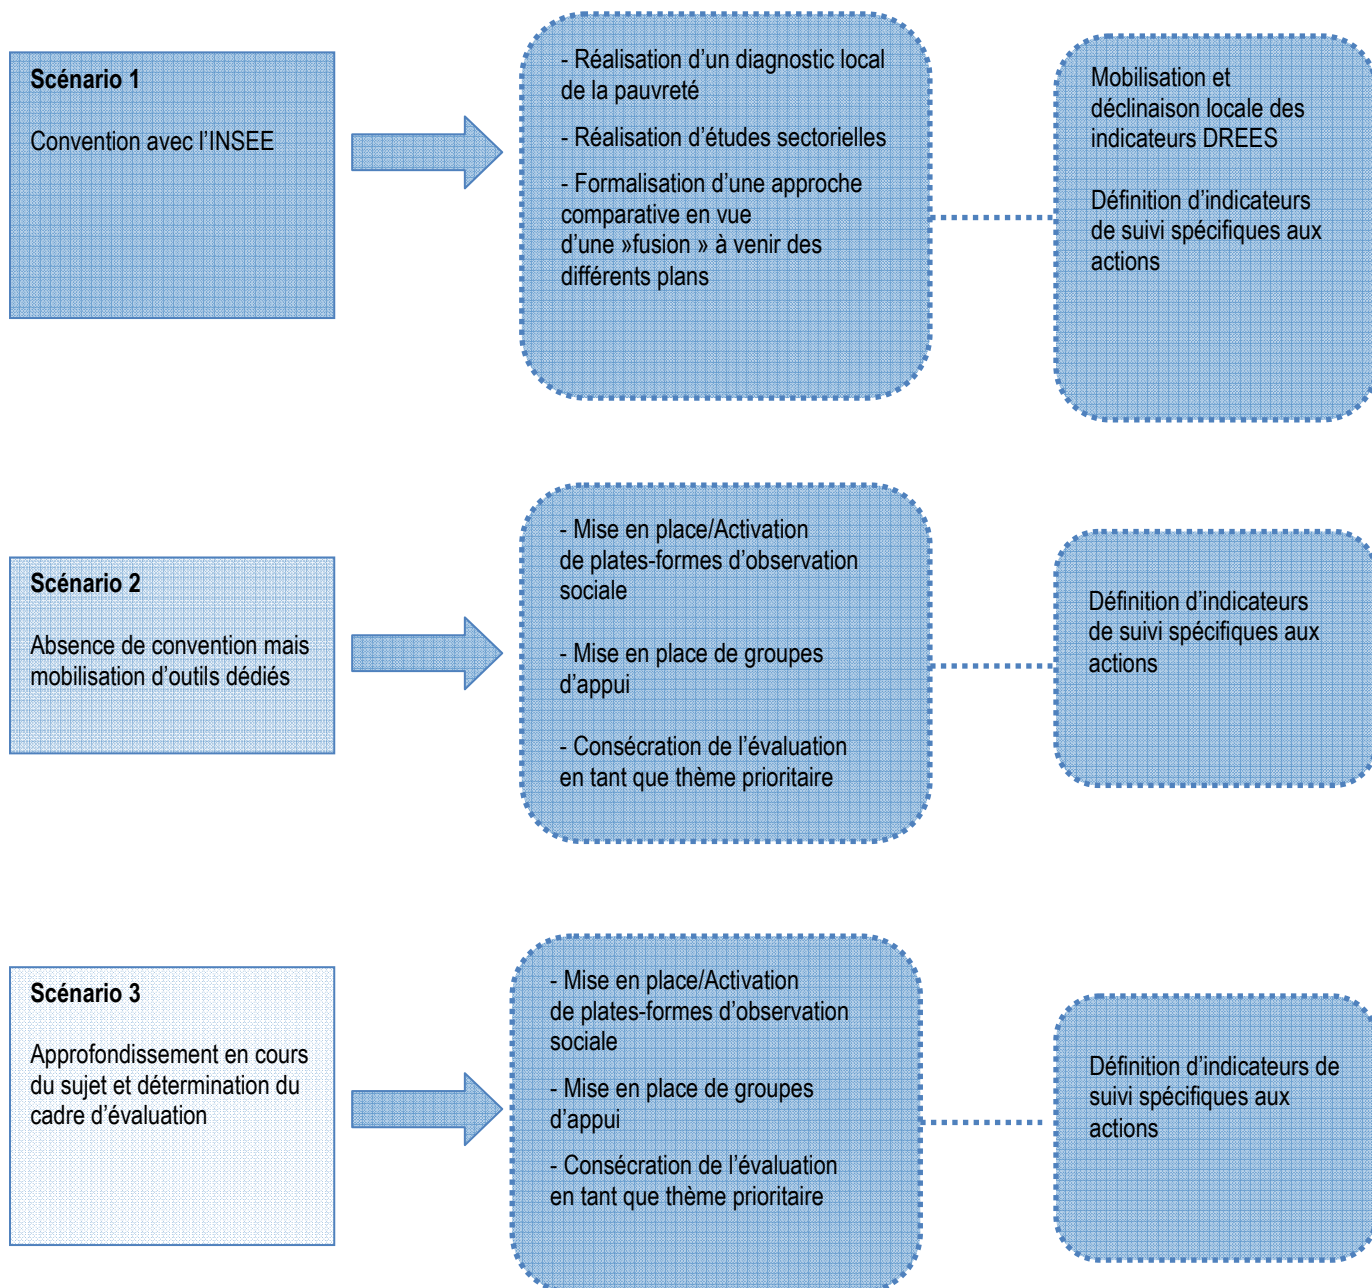 Scénario 1
Convention avec l’INSEE
- Réalisation d’un diagnostic local
de la pauvreté
- Réalisation d’études sectorielles
- Formalisation d’une approche
comparative en vue
d’une »fusion » à venir des
différents plans
Mobilisation et
déclinaison locale des
indicateurs DREES
Définition d’indicateurs
de suivi spécifiques aux
actions
Scénario 2
Absence de convention mais
mobilisation d’outils dédiés
- Mise en place/Activation
de plates-formes d’observation
sociale
- Mise en place de groupes
d’appui
- Consécration de l’évaluation
en tant que thème prioritaire
Définition d’indicateurs
de suivi spécifiques aux
actions
Scénario 3
Approfondissement en cours
du sujet et détermination du
cadre d’évaluation
- Mise en place/Activation
de plates-formes d’observation
sociale
- Mise en place de groupes
d’appui
- Consécration de l’évaluation
en tant que thème prioritaire
Définition d’indicateurs de
suivi spécifiques aux
actions